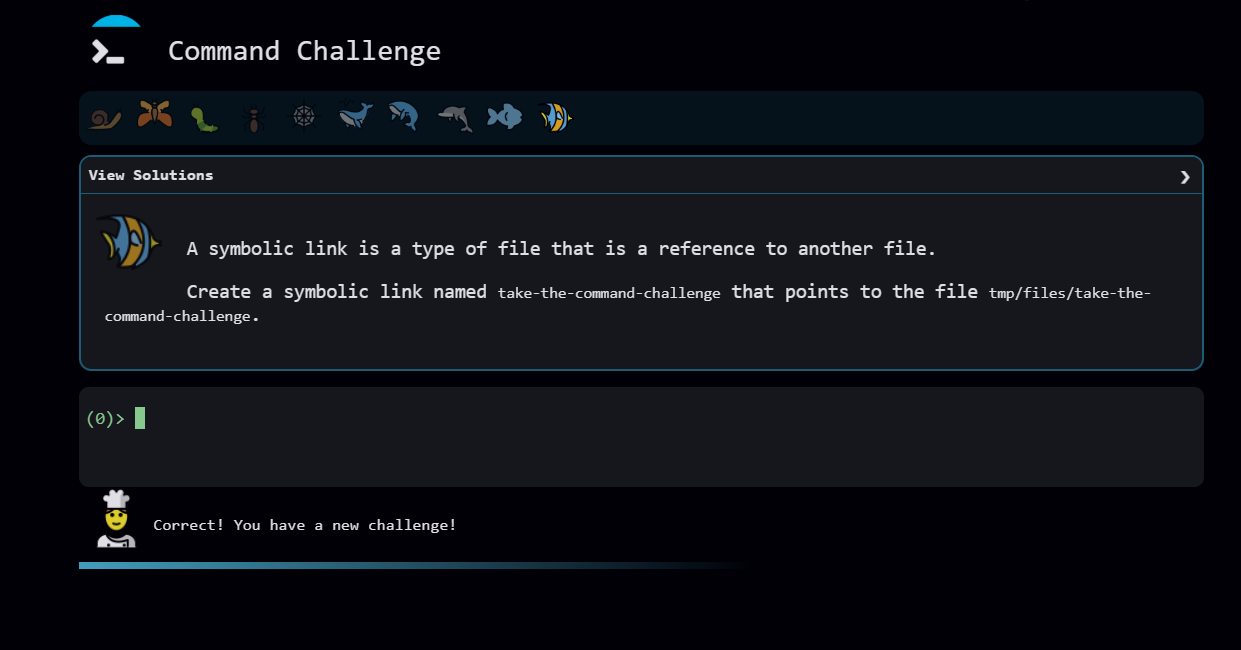 Command Challenge
View Solutions
A symbolic link is a type of file that is a reference to another file.
Create a symbolic link named take-the-command-challenge that points to the file tmp/files/take-the-
command-challenge.
(0)>
Correct! You have a new challenge!